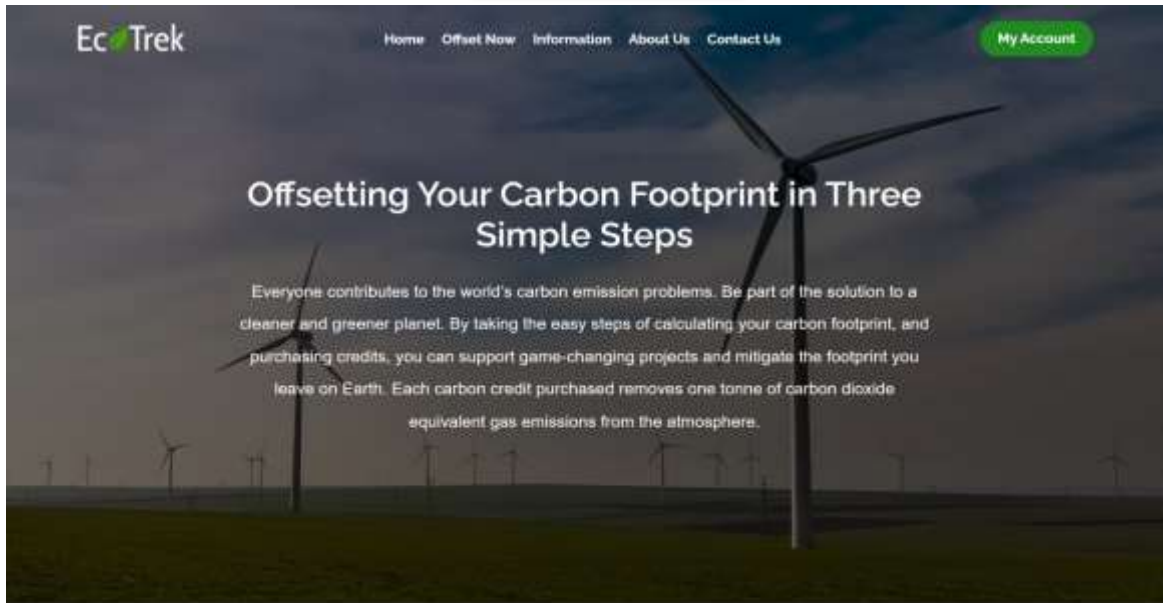 EcoTrek
Home Offset Now Information About Us Contact Us
My Account
Offsetting Your Carbon Footprint in Three
Simple Steps
Everyone contributes to the world's carbon emission problems. Be part of the solution to a
cleaner and greener planet. By taking the easy steps of calculating your carbon footprint, and
purchasing credits, you can support game-changing projects and mitigate the footprint you
leave on Earth. Each carbon credit purchased removes one tonne of carbon dioxide
equivalent gas emissions from the atmosphere.